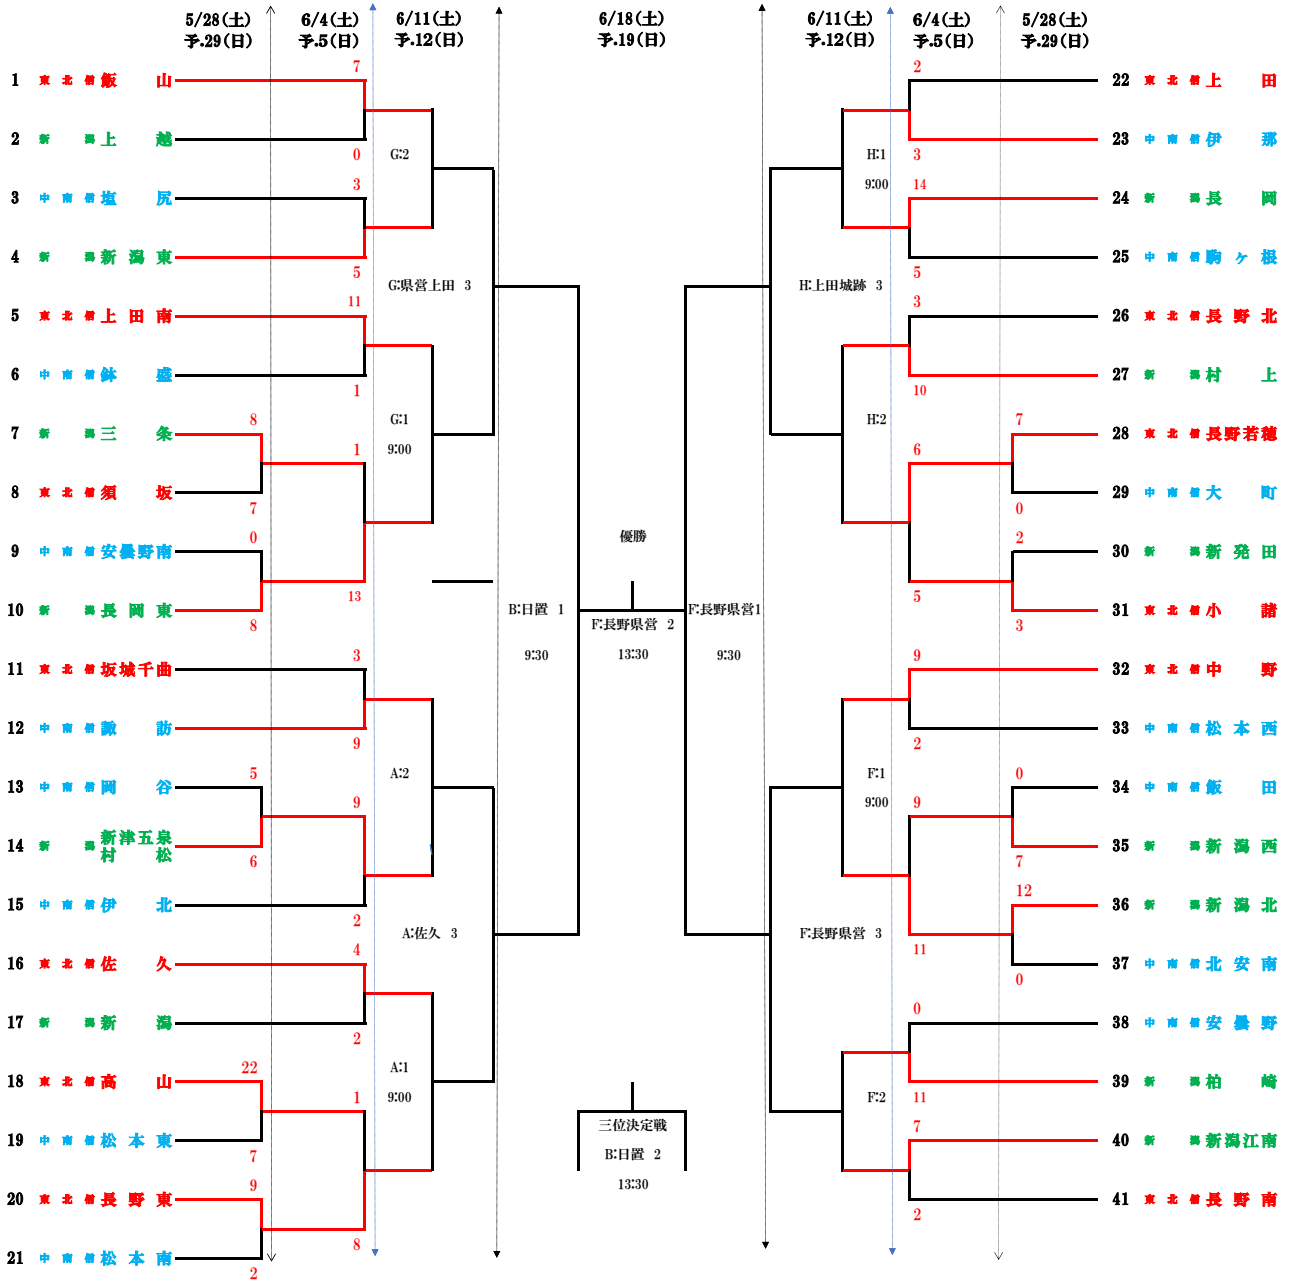 5/28(土) 6/4(土) 6/11(土) 6/18(土) 6/11(土) 6/4(土) 5/28(土)
予.29(日) 予.5(日) 予.12(日) 予.19(日) 予.12(日) 予.5(日) 予.29(日)
1 東北信 飯山 7
2 新潟 上越 0
G:2
3 中南信 塩尻 3
4 新潟 新潟東 5
G:県営上田 3
5 東北信 上田南 11
6 中南信 鉢盛 1
7 新潟 三条 8
G:1
9:00
1
8 東北信 須坂 7
9 中南信 安曇野南 0
10 新潟 長岡東 8
13
B:日置 1
9:30
11 東北信 坂城千曲 3
12 中南信 諏訪 9
13 中南信 岡谷 5
A:2
9
14 新潟 新津五泉
村松 6
15 中南信 伊北 2
A:佐久 3
16 東北信 佐久 4
17 新潟 新潟 2
18 東北信 高山 22
A:1
9:00
1
19 中南信 松本東 7
20 東北信 長野東 9
8
21 中南信 松本南 2
優勝
F:長野県営 2
13:30
三位決定戦
B:日置 2
13:30
2 22 東北信 上田
3 23 中南信 伊那
H:1
9:00
14 24 新潟 長岡
5 25 中南信 駒ヶ根
H:上田城跡 3
3 26 東北信 長野北
10 27 新潟 村上
H:2
6
7 28 東北信 長野若穂
0 29 中南信 大町
2 30 新潟 新発田
5
3 31 東北信 小諸
F:長野県営1
9:30
9 32 東北信 中野
2 33 中南信 松本西
F:1
9:00
9
0 34 中南信 飯田
7 35 新潟 新潟西
12 36 新潟 新潟北
11
0 37 中南信 北安南
F:長野県営 3
0 38 中南信 安曇野
11 39 新潟 柏崎
F:2
7 40 新潟 新潟江南
2 41 東北信 長野南